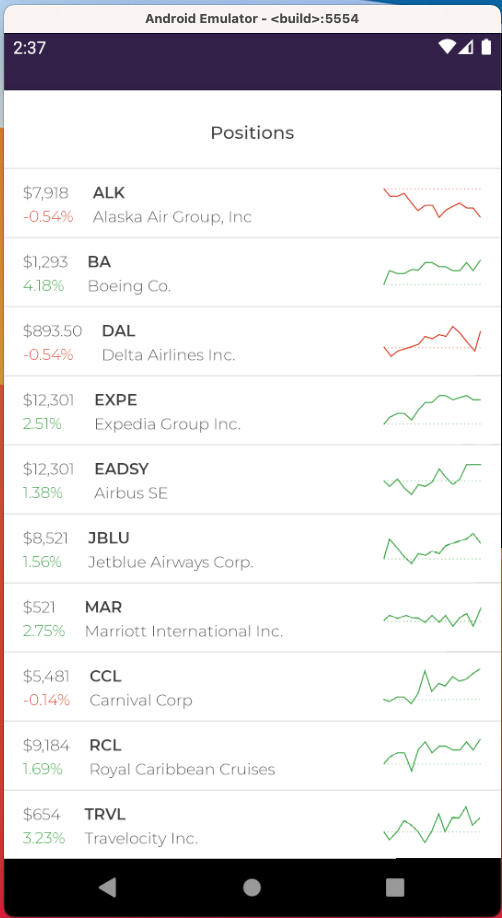 Android Emulator - <build>:5554
2:37
Positions
$7,918 ALK
-0.54% Alaska Air Group, Inc
$1,293 BA
4.18% Boeing Co.
$893.50 DAL
-0.54% Delta Airlines Inc.
$12,301 EXPE
2.51% Expedia Group Inc.
$12,301 EADSY
1.38% Airbus SE
$8,521 JBLU
1.56% Jetblue Airways Corp.
$521 MAR
2.75% Marriott International Inc.
$5,481 CCL
-0.14% Carnival Corp
$9,184 RCL
1.69% Royal Caribbean Cruises
$654 TRVL
3.23% Travelocity Inc.